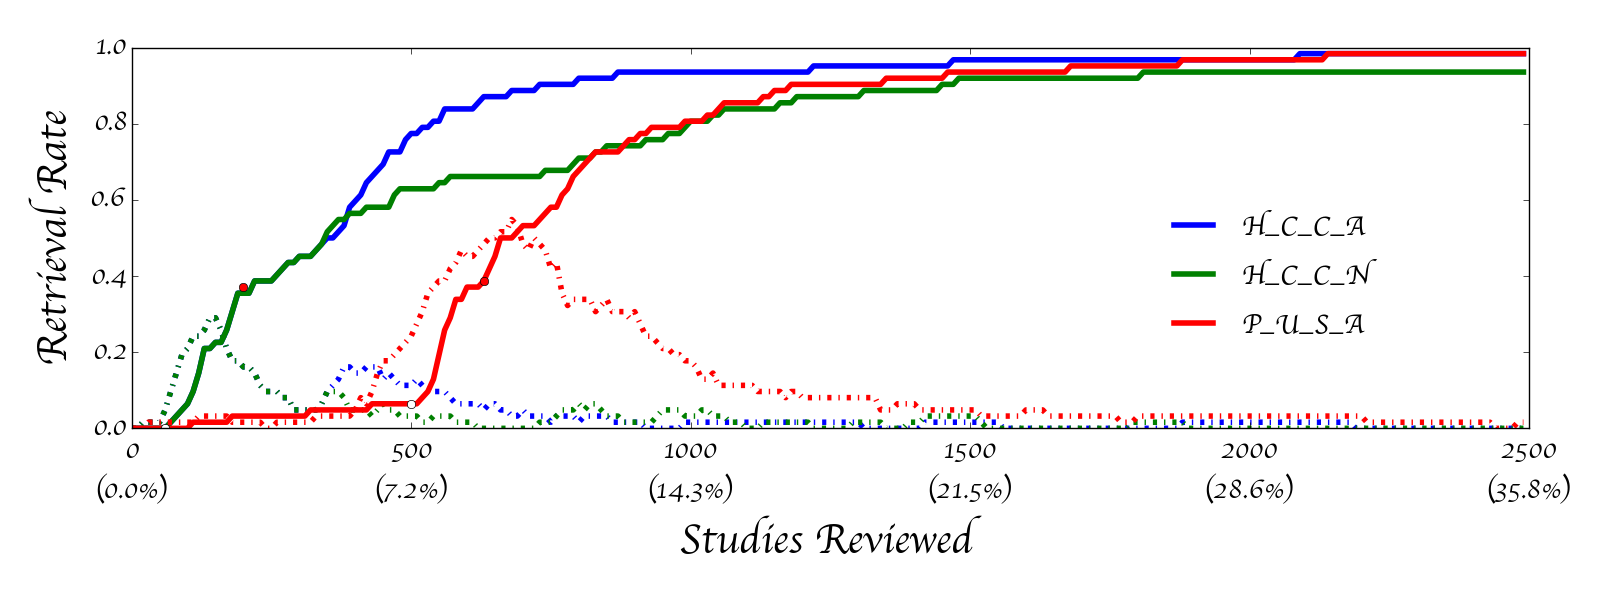 Retrieval Rate
1.0
0.8
0.6
0.4
0.2
0.0
H_C_C_A
H_C_C_N
P_U_S_A
0 500 1000 1500 2000 2500
(0.0%) (7.2%) (14.3%) (21.5%) (28.6%) (35.8%)
Studies Reviewed